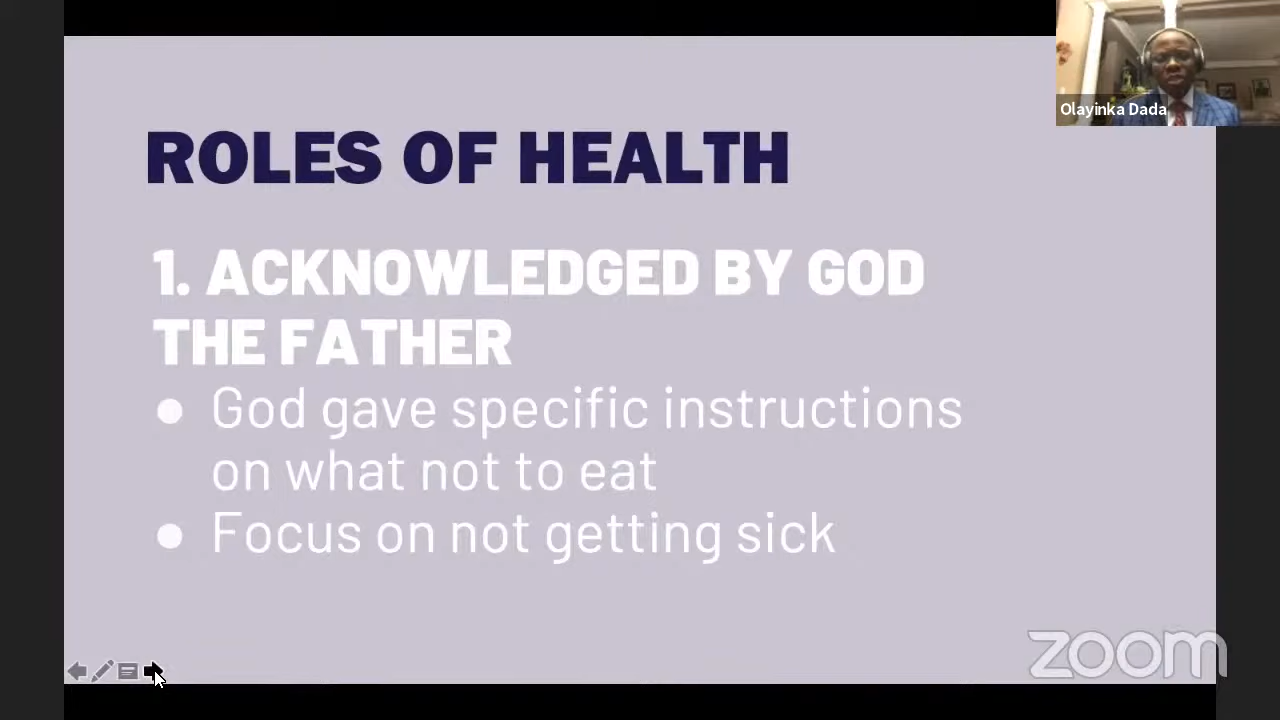 Olayinka Dada
ROLES OF HEALTH
1. ACKNOWLEDGED BY GOD
THE FATHER
● God gave specific instructions
on what not to eat
● Focus on not getting sick
zoom